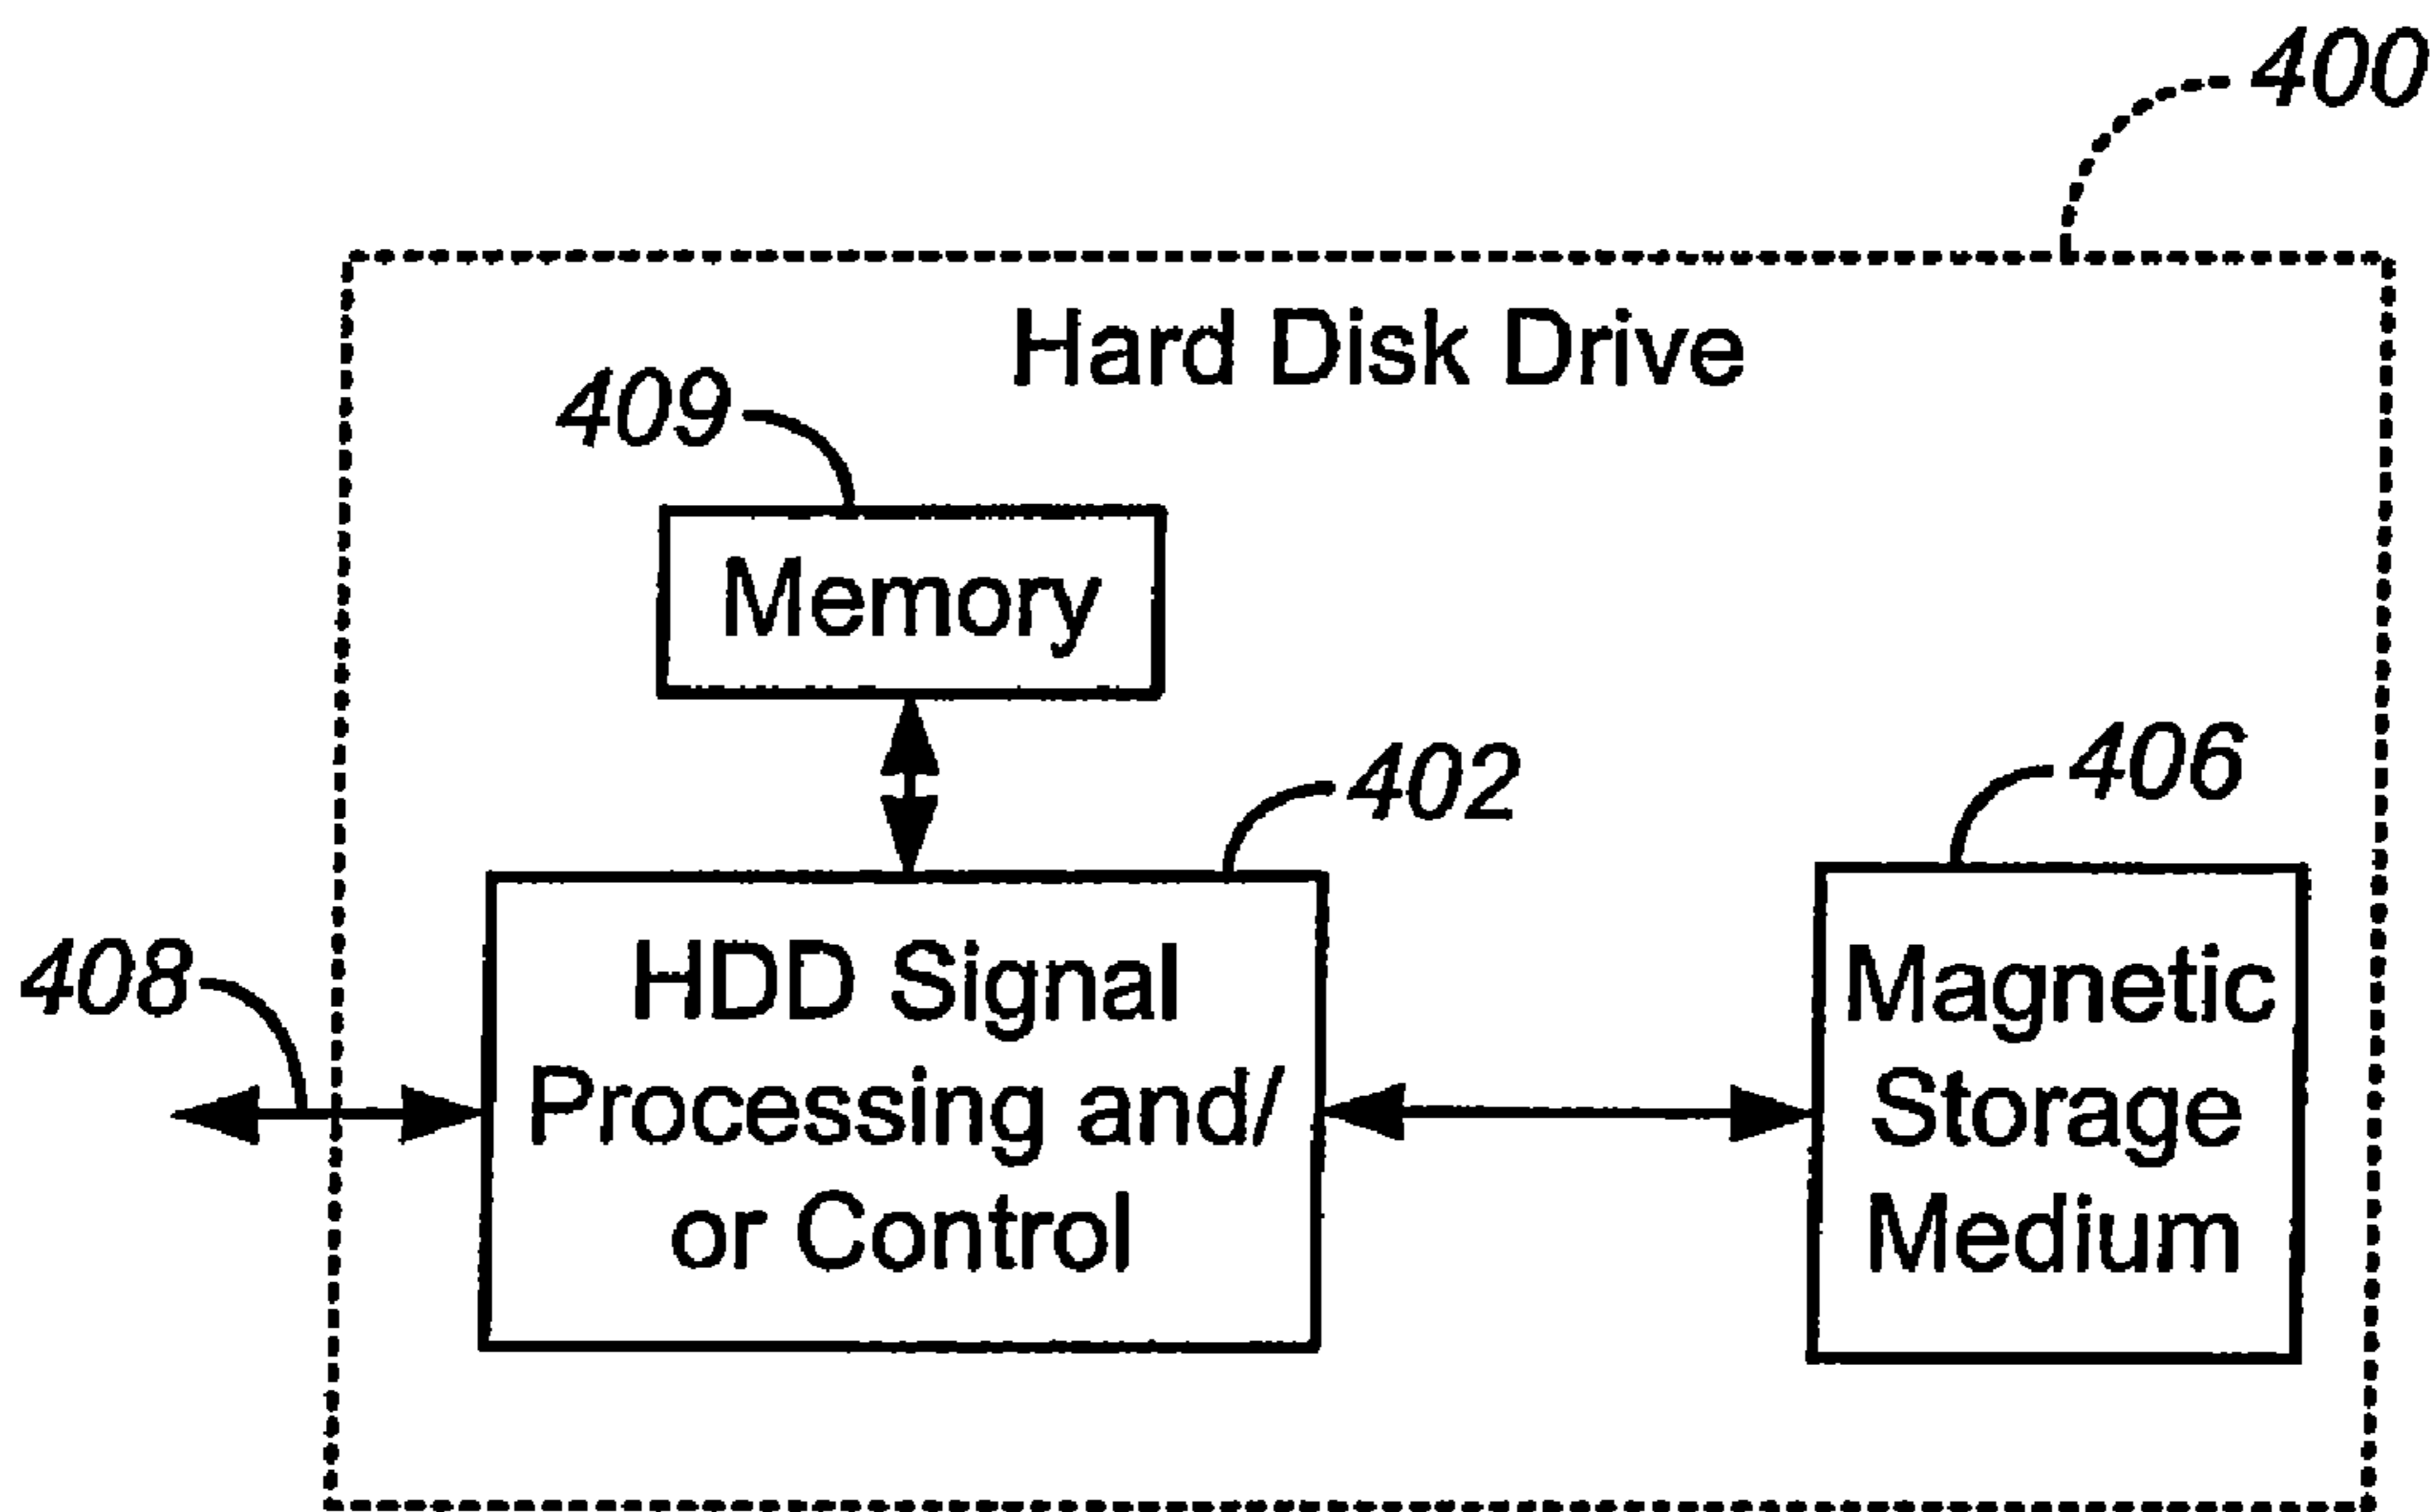 400
Hard Disk Drive
409
Memory
402
406
408
HDD Signal
Processing and/
or Control
Magnetic
Storage
Medium